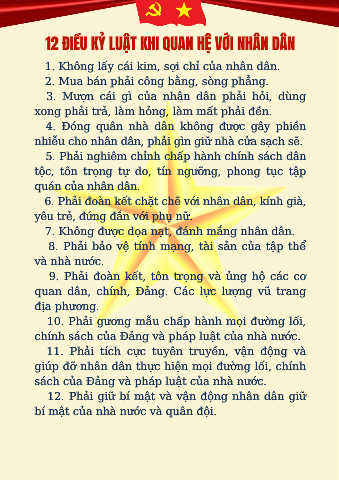 12 ĐIỀU KỶ LUẬT KHI QUAN HỆ VỚI NHÂN DÂN
1. Không lấy cái kim, sợi chỉ của nhân dân.
2. Mua bán phải công bằng, sòng phẳng.
3. Mượn cái gì của nhân dân phải hỏi, dùng
xong phải trả, làm hỏng, làm mất phải đền.
4. Đóng quân nhà dân không được gây phiền
nhiễu cho nhân dân, phải gìn giữ nhà cửa sạch sẽ.
5. Phải nghiêm chỉnh chấp hành chính sách dân
tộc, tôn trọng tự do, tín ngưỡng, phong tục tập
quán của nhân dân.
6. Phải đoàn kết chặt chẽ với nhân dân, kính già,
yêu trẻ, đứng đắn với phụ nữ.
7. Không được dọa nạt, đánh mắng nhân dân.
8. Phải bảo vệ tính mạng, tài sản của tập thể
và nhà nước.
9. Phải đoàn kết, tôn trọng và ủng hộ các cơ
quan dân, chính, Đảng. Các lực lượng vũ trang
địa phương.
10. Phải gương mẫu chấp hành mọi đường lối,
chính sách của Đảng và pháp luật của nhà nước.
11. Phải tích cực tuyên truyền, vận động và
giúp đỡ nhân dân thực hiện mọi đường lối, chính
sách của Đảng và pháp luật của nhà nước.
12. Phải giữ bí mật và vận động nhân dân giữ
bí mật của nhà nước và quân đội.